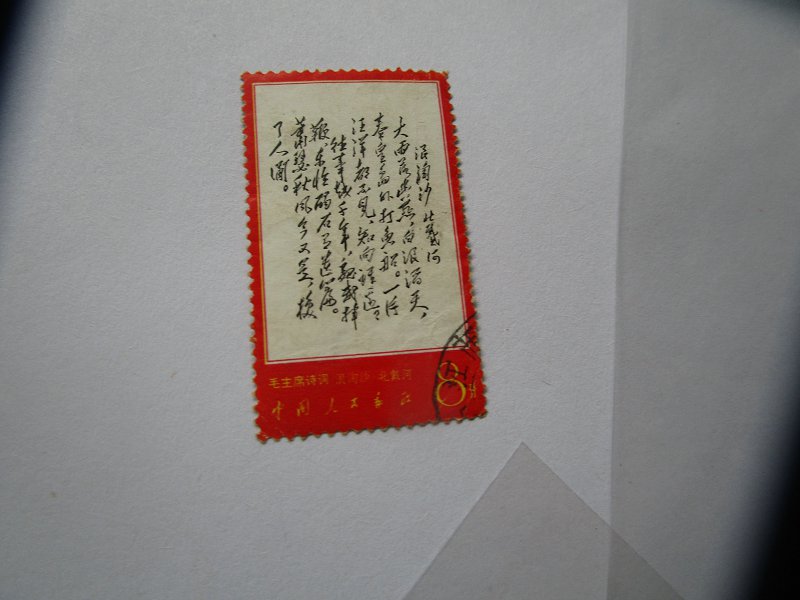 浪淘沙 北戴河
大雨落幽燕，白浪滔天，
秦皇岛外打鱼船。一片
汪洋都不见，知向谁边？
往事越千年，魏武挥
鞭，东临碣石有遗篇。
萧瑟秋风今又是，换
了人间。
毛主席诗词 浪淘沙 北戴河
中国人民邮政
8分